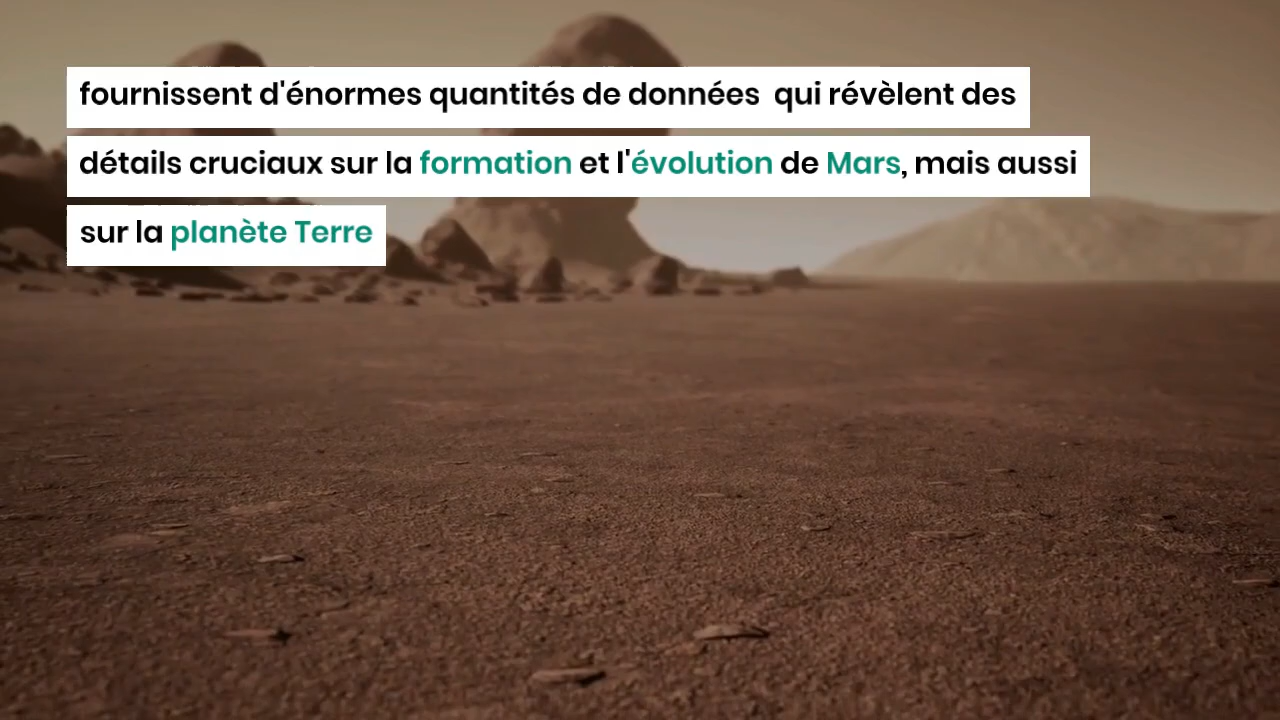 fournissent d'énormes quantités de données  qui révèlent des
détails cruciaux sur la formation et l'évolution de Mars, mais aussi
sur la planète Terre